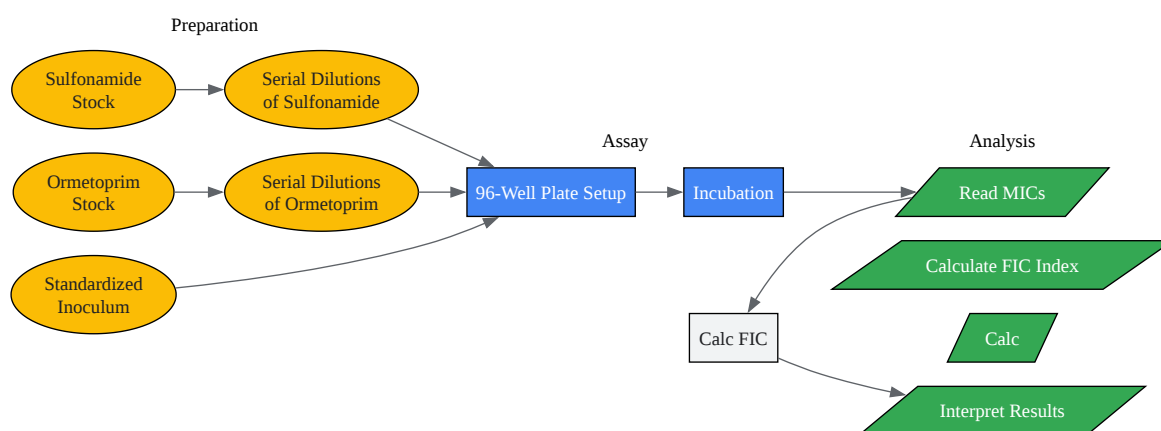 Preparation
Sulfonamide
Stock
Serial Dilutions
of Sulfonamide
Ormetoprim
Stock
Serial Dilutions
of Ormetoprim
Standardized
Inoculum
Assay
96-Well Plate Setup
Incubation
Analysis
Read MICs
Calculate FIC Index
Calc FIC
Calc
Interpret Results